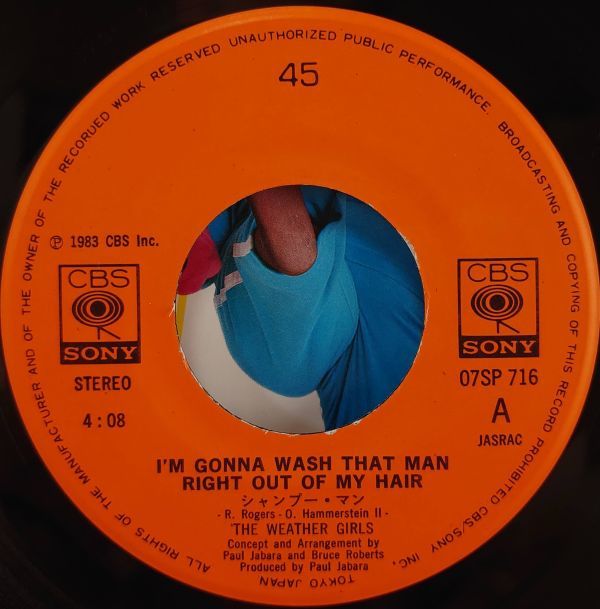 ALL RIGHTS OF THE MANUFACTURER AND OF THE OWNER OF THE RECORDED WORK RESERVED UNAUTHORIZED PUBLIC PERFORMANCE. BROADCASTING AND COPYING OF THIS RECORD PROHIBITED CBS/SONY INC, TOKYO JAPAN
45
℗ 1983 CBS Inc.
CBS
SONY
STEREO
4:08
CBS
SONY
07SP 716
A
JASRAC
I'M GONNA WASH THAT MAN
RIGHT OUT OF MY HAIR
シャンプー・マン
- R. Rogers - O. Hammerstein II -
THE WEATHER GIRLS
Concept and Arrangement by
Paul Jabara and Bruce Roberts
Produced by Paul Jabara